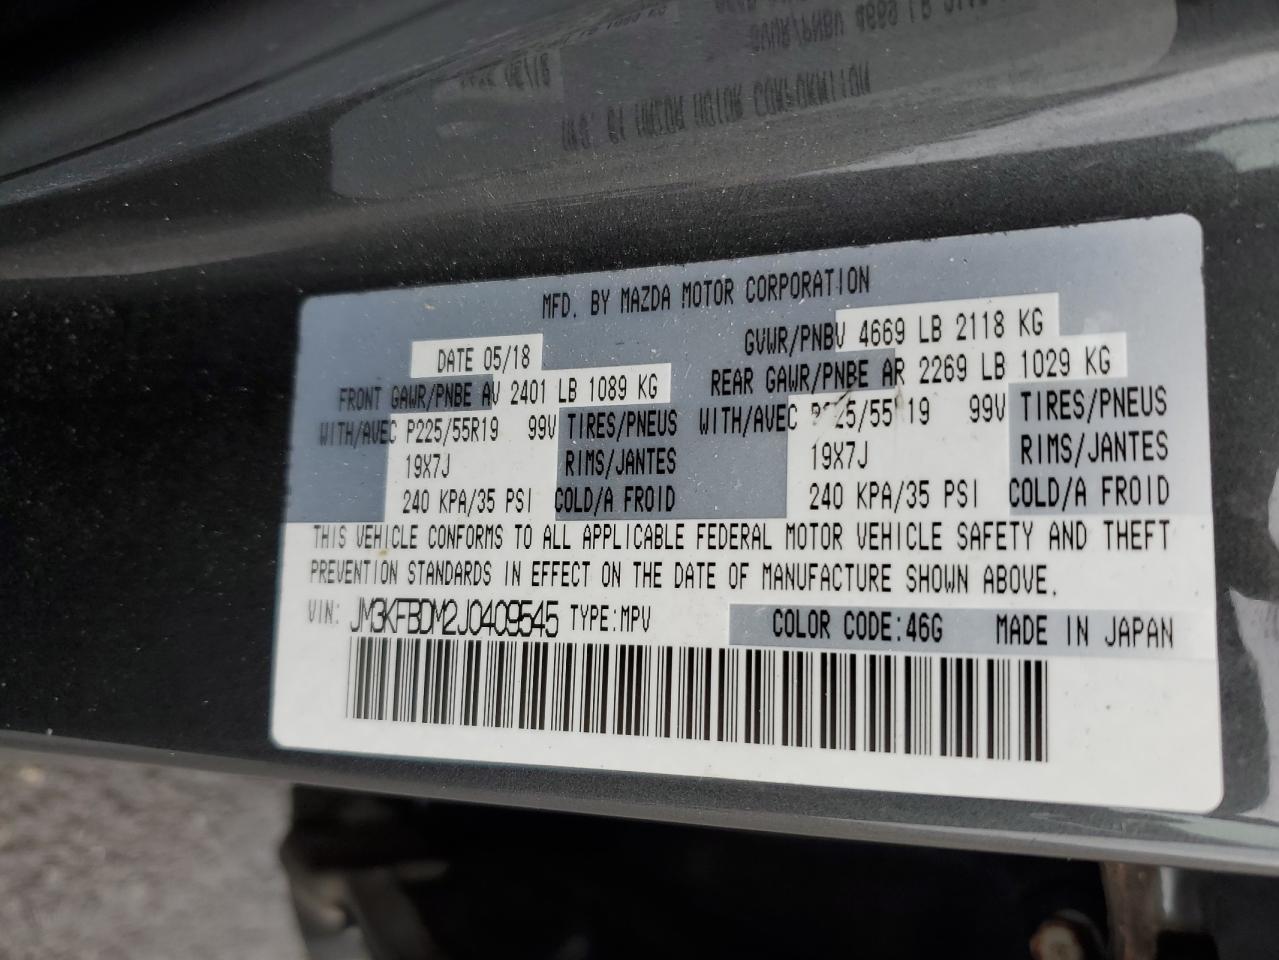 MFD. BY MAZDA MOTOR CORPORATION
DATE 05/18 GVWR/PNBV 4669 LB 2118 KG
FRONT GAWR/PNBE AV 2401 LB 1089 KG REAR GAWR/PNBE AR 2269 LB 1029 KG
WITH/AVEC P225/55R19 99V TIRES/PNEUS WITH/AVEC 99V TIRES/PNEUS
19X7J RIMS/JANTES 19X7J RIMS/JANTES
240 KPA/35 PSI COLD/A FROID 240 KPA/35 PSI COLD/A FROID
THIS VEHICLE CONFORMS TO ALL APPLICABLE FEDERAL MOTOR VEHICLE SAFETY AND THEFT
PREVENTION STANDARDS IN EFFECT ON THE DATE OF MANUFACTURE SHOWN ABOVE.
VIN: JM3KFBDM2J0409545 TYPE:MPV COLOR CODE:46G MADE IN JAPAN